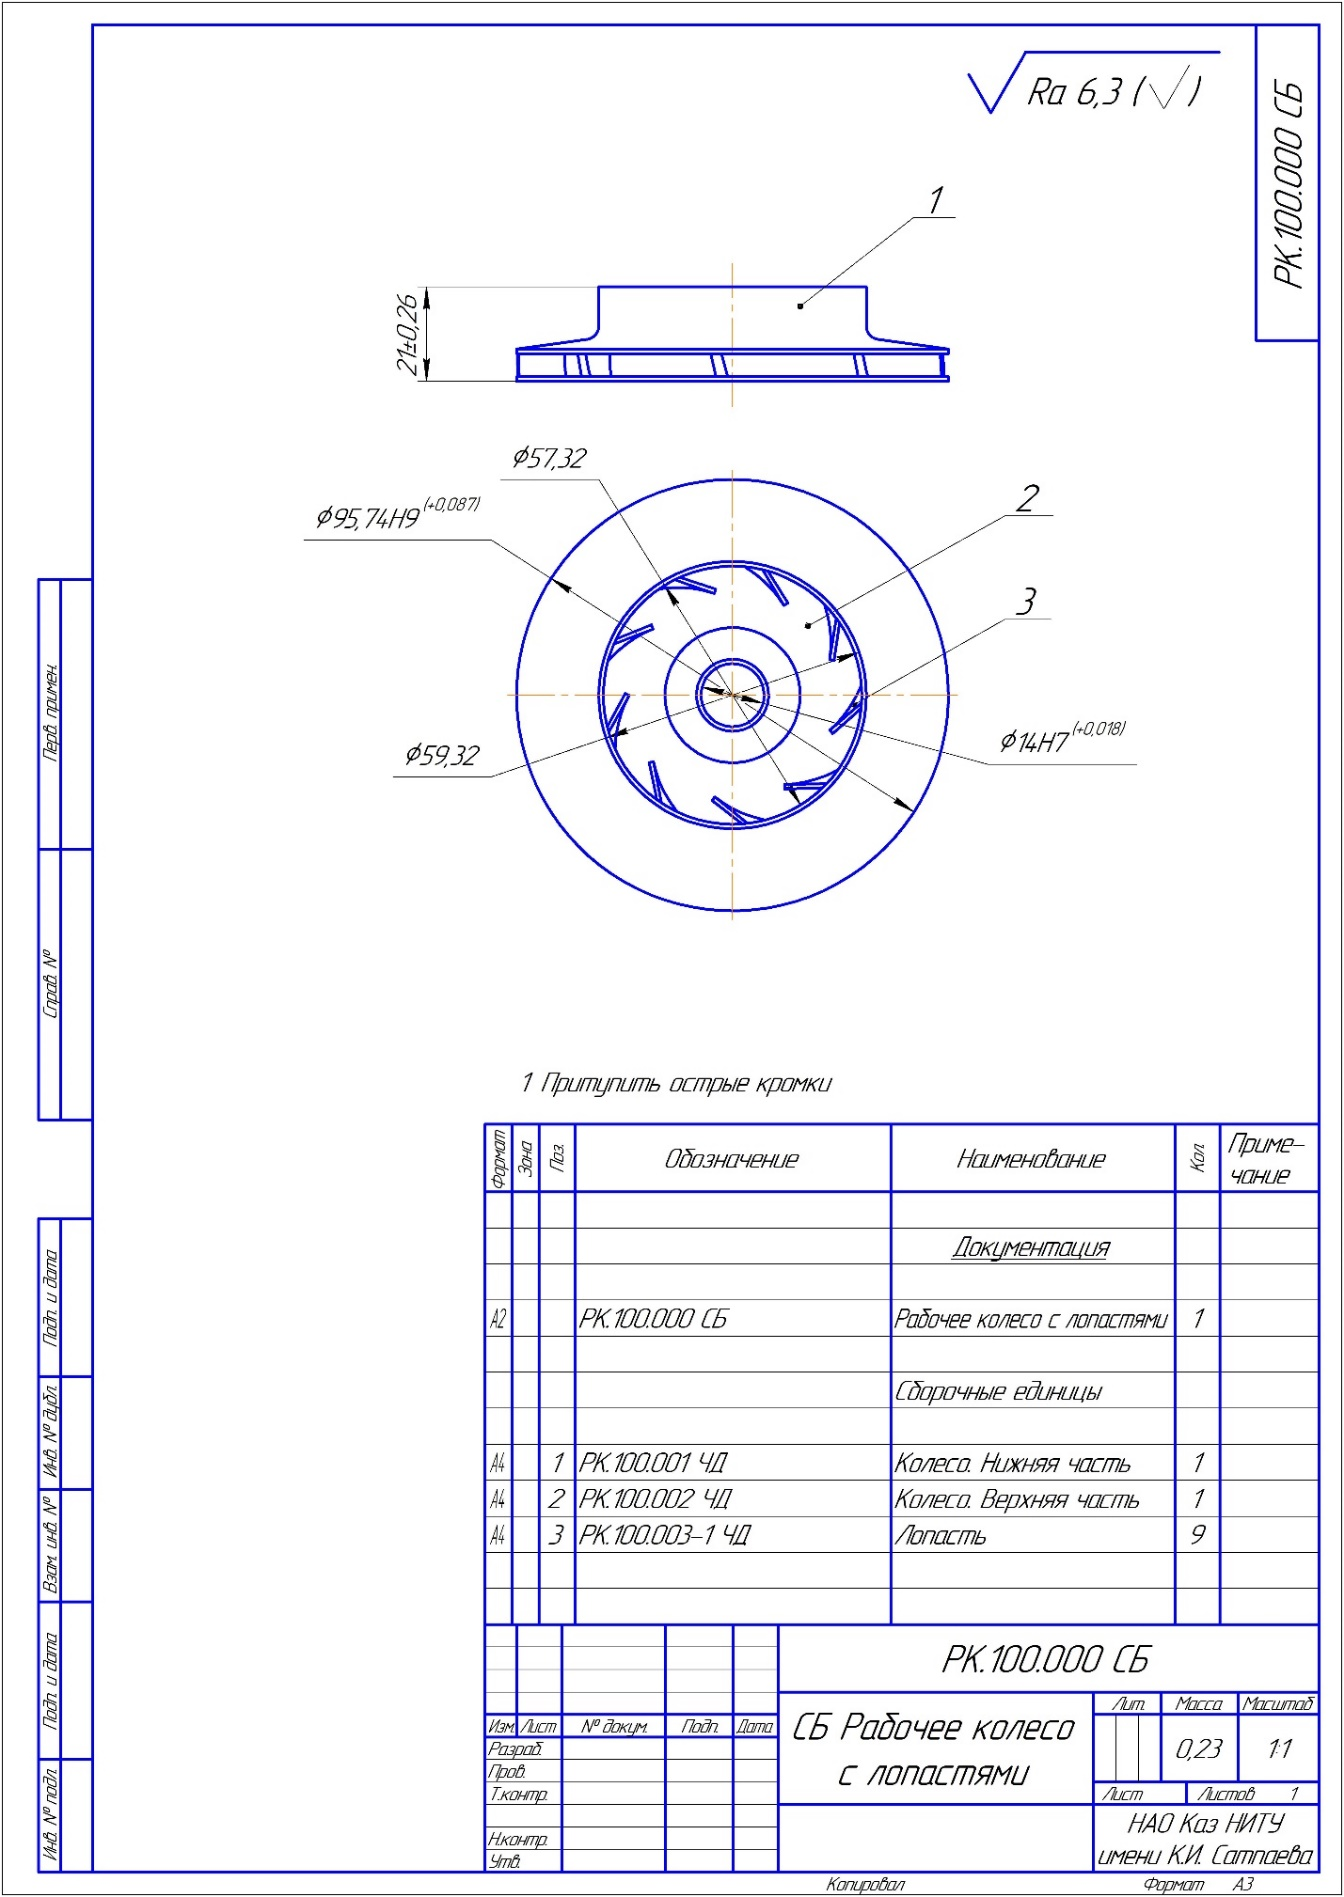 Ra 6,3 (√)
РК.100.000 СБ
1
21±0,26
ϕ57,32
ϕ95,74H9(+0,087)
2
3
ϕ59,32
ϕ14H7(+0,018)
1 Притупить острые кромки
Перв. примен.
Справ. №
Подп. и дата
Инв. № дубл.
Взам. инв. №
Подп. и дата
Инв. № подл.
Формат Зона Поз. Обозначение Наименование Кол. Приме-
чание
Документация
А2 РК.100.000 СБ Рабочее колесо с лопастями 1
Сборочные единицы
А4 1 РК.100.001 ЧД Колесо. Нижняя часть 1
А4 2 РК.100.002 ЧД Колесо. Верхняя часть 1
А4 3 РК.100.003-1 ЧД Лопасть 9
РК.100.000 СБ
Изм. Лист № докум. Подп. Дата
Разраб.
Пров.
Т.контр.
Н.контр.
Утв.
СБ Рабочее колесо
с лопастями
Лит. Масса Масштаб
0,23 1:1
Лист Листов 1
НАО Каз НИТУ
имени К.И. Сатпаева
Копировал Формат А3